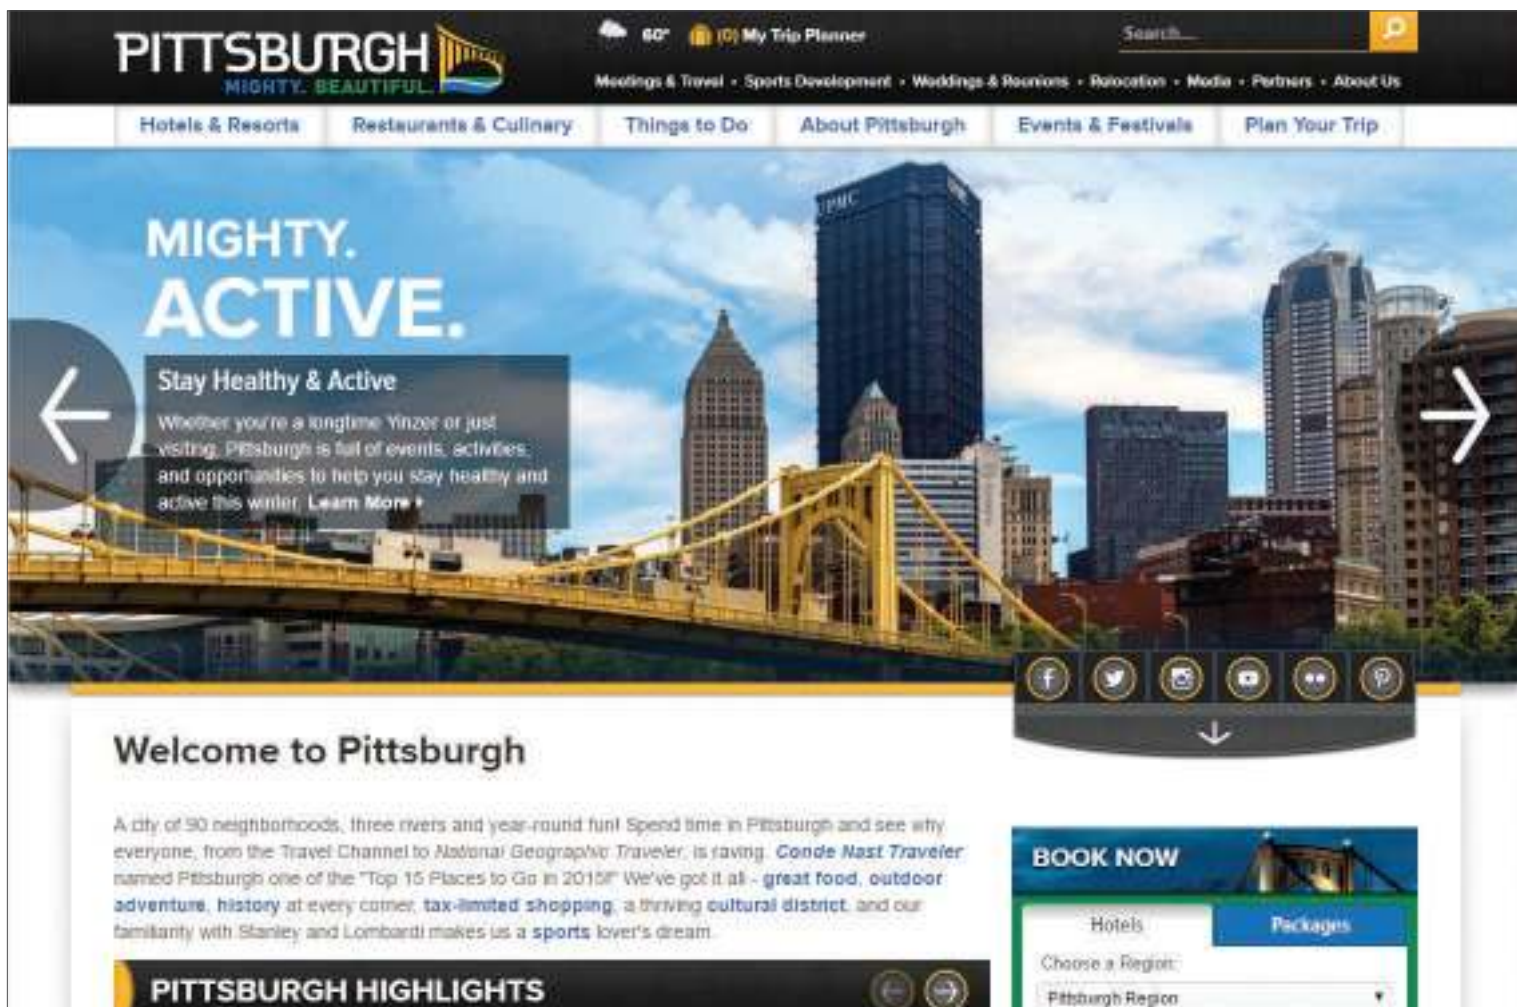 PITTSBURGH
MIGHTY. BEAUTIFUL.
60° (0) My Trip Planner
Search...
Meetings & Travel • Sports Development • Weddings & Reunions • Relocation • Media • Partners • About Us
Hotels & Resorts Restaurants & Culinary Things to Do About Pittsburgh Events & Festivals Plan Your Trip
UPMC
MIGHTY.
ACTIVE.
Stay Healthy & Active
Whether you're a longtime Yinzer or just
visiting, Pittsburgh is full of events, activities,
and opportunities to help you stay healthy and
active this winter. Learn More
Welcome to Pittsburgh
A city of 90 neighborhoods, three rivers and year-round fun! Spend time in Pittsburgh and see why
everyone, from the Travel Channel to National Geographic Traveler, is raving. Conde Nast Traveler
named Pittsburgh one of the "Top 15 Places to Go in 2015!" We've got it all - great food, outdoor
adventure, history at every corner, tax-limited shopping, a thriving cultural district, and our
familiarity with Stanley and Lombardi makes us a sports lover's dream.
PITTSBURGH HIGHLIGHTS
BOOK NOW
Hotels Packages
Choose a Region:
Pittsburgh Region